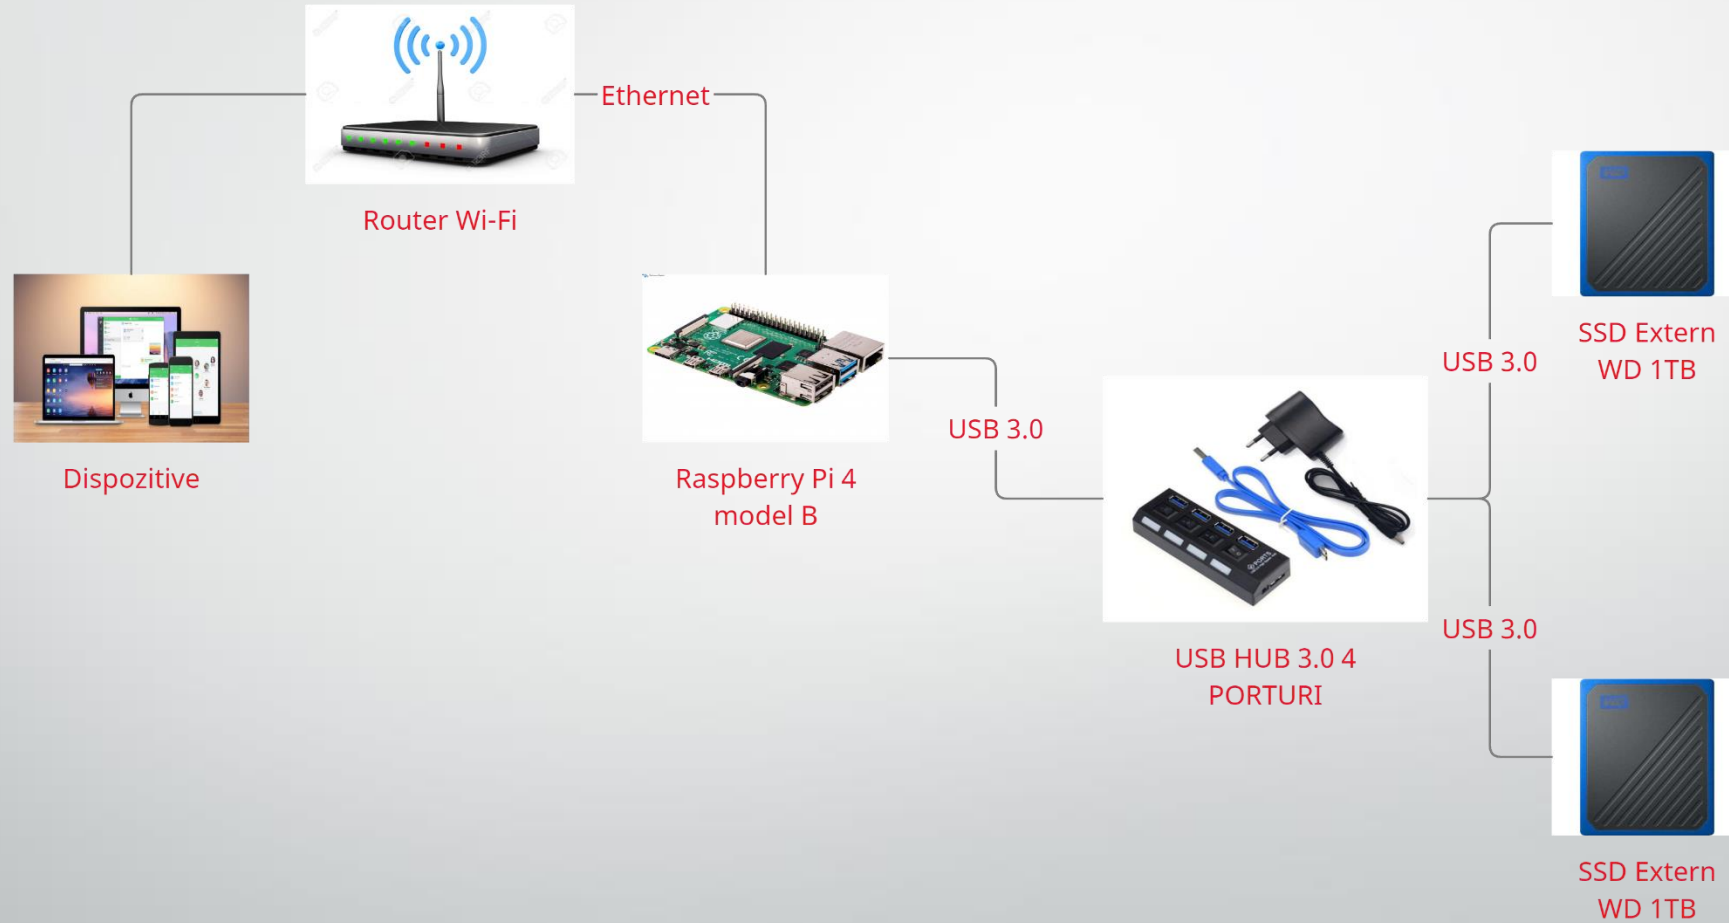 Ethernet
Router Wi-Fi
Dispozitive
Raspberry Pi 4
model B
USB 3.0
USB HUB 3.0 4
PORTURI
USB 3.0
SSD Extern
WD 1TB
USB 3.0
SSD Extern
WD 1TB